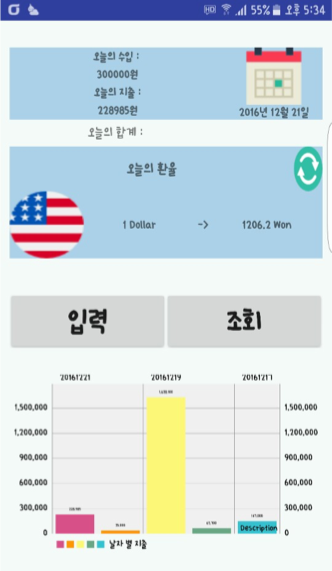 HD 55% 오후 5:34
오늘의 수입 :
300000원
오늘의 지출 :
228985원
2016년 12월 21일
오늘의 합계 :
오늘의 환율
1 Dollar -> 1206.2 Won
입력 조회
20161221 20161219 20161217
1,500,000 1,500,000
1,200,000 1,200,000
900,000 900,000
600,000 600,000
300,000 300,000
0 Description 0
날짜 별 지출